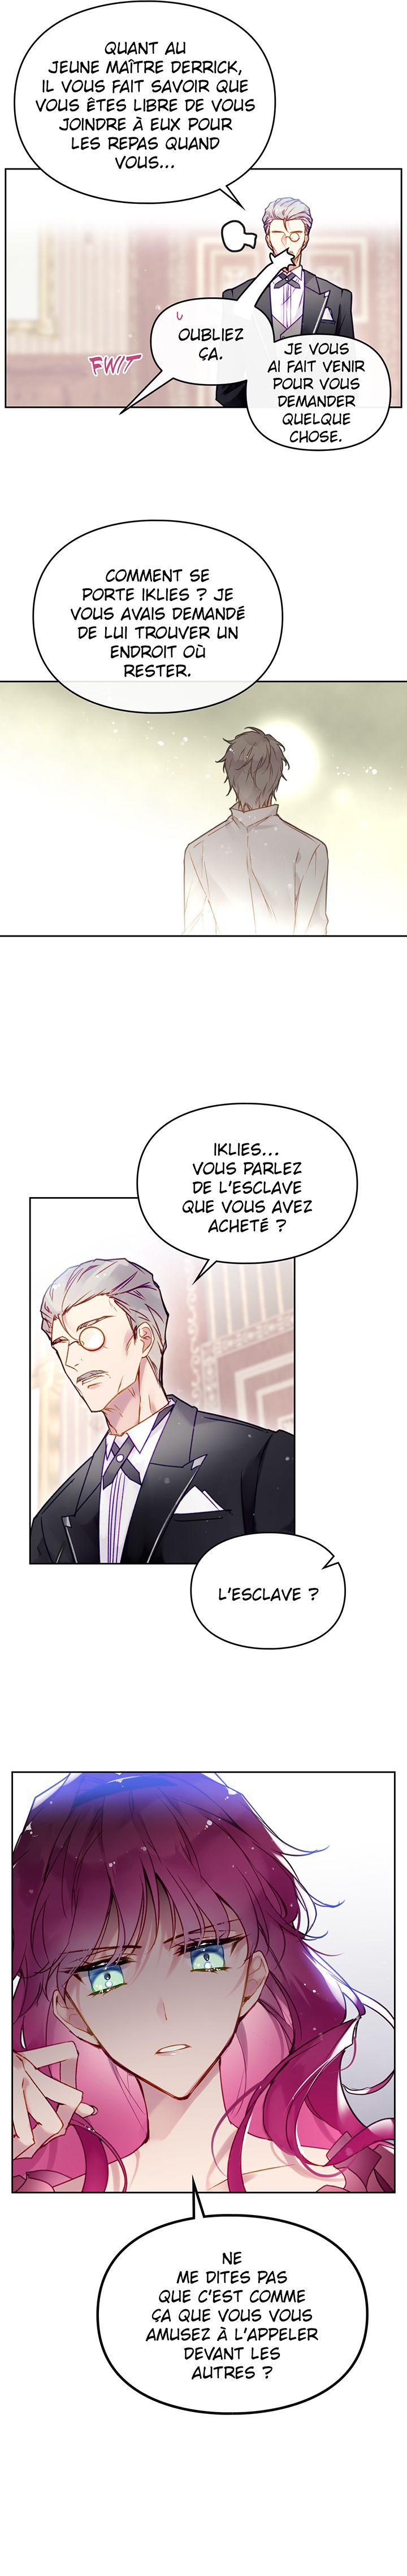 QUANT AU
JEUNE MAÎTRE DERRICK,
IL VOUS FAIT SAVOIR QUE
VOUS ÊTES LIBRE DE VOUS
JOINDRE À EUX POUR
LES REPAS QUAND
VOUS...
OUBLIEZ
ÇA.
FWIT
JE VOUS
AI FAIT VENIR
POUR VOUS
DEMANDER
QUELQUE
CHOSE.
COMMENT SE
PORTE IKLIES ? JE
VOUS AVAIS DEMANDÉ
DE LUI TROUVER UN
ENDROIT OÙ
RESTER.
IKLIES...
VOUS PARLEZ
DE L'ESCLAVE
QUE VOUS AVEZ
ACHETÉ ?
L'ESCLAVE ?
NE
ME DITES PAS
QUE C'EST COMME
ÇA QUE VOUS VOUS
AMUSEZ À L'APPELER
DEVANT LES
AUTRES ?